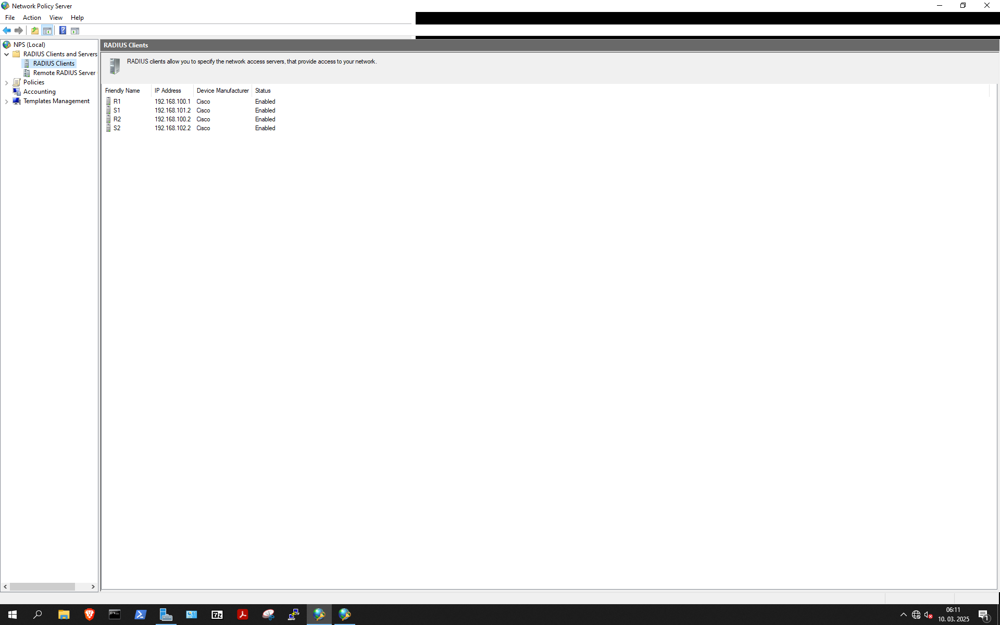 Network Policy Server
File Action View Help
NPS (Local)
RADIUS Clients and Servers
RADIUS Clients
Remote RADIUS Server
Policies
Accounting
Templates Management
RADIUS Clients
RADIUS clients allow you to specify the network access servers, that provide access to your network.
Friendly Name IP Address Device Manufacturer Status
R1 192.168.100.1 Cisco Enabled
S1 192.168.101.2 Cisco Enabled
R2 192.168.100.2 Cisco Enabled
S2 192.168.102.2 Cisco Enabled
7z
06:11
10. 03. 2025
1